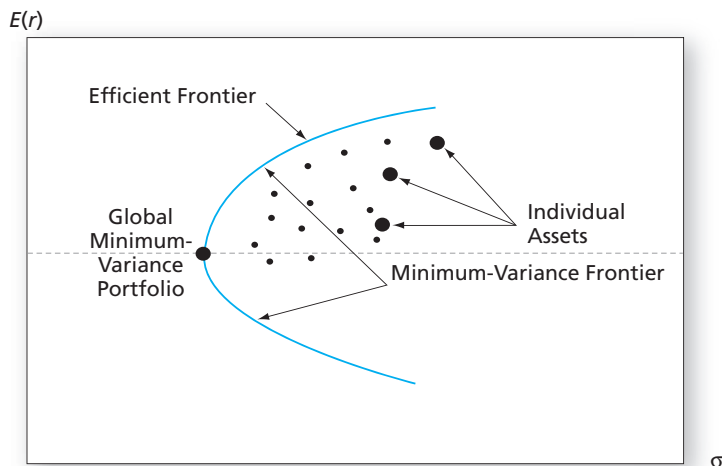 E(r)
Efficient Frontier
Global
Minimum-
Variance
Portfolio
Individual
Assets
Minimum-Variance Frontier
σ